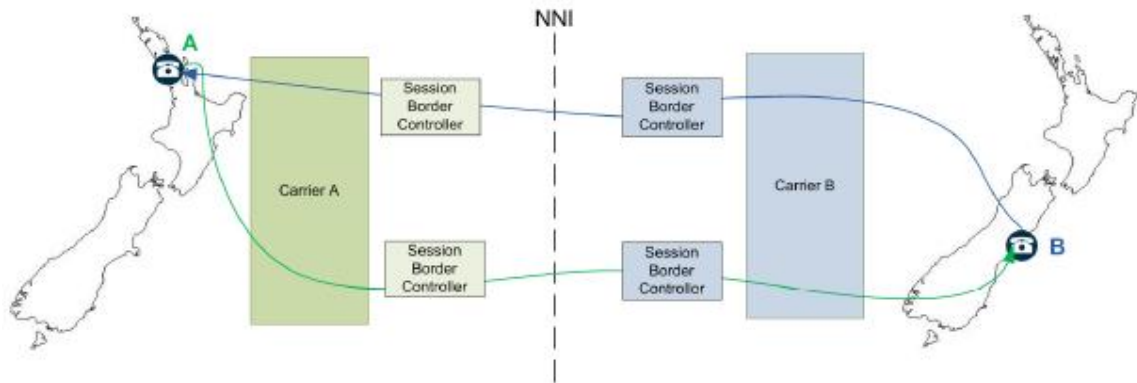 NNI
A
Session
Border
Controller
Session
Border
Controller
Carrier A
Carrier B
Session
Border
Controller
Session
Border
Controller
B